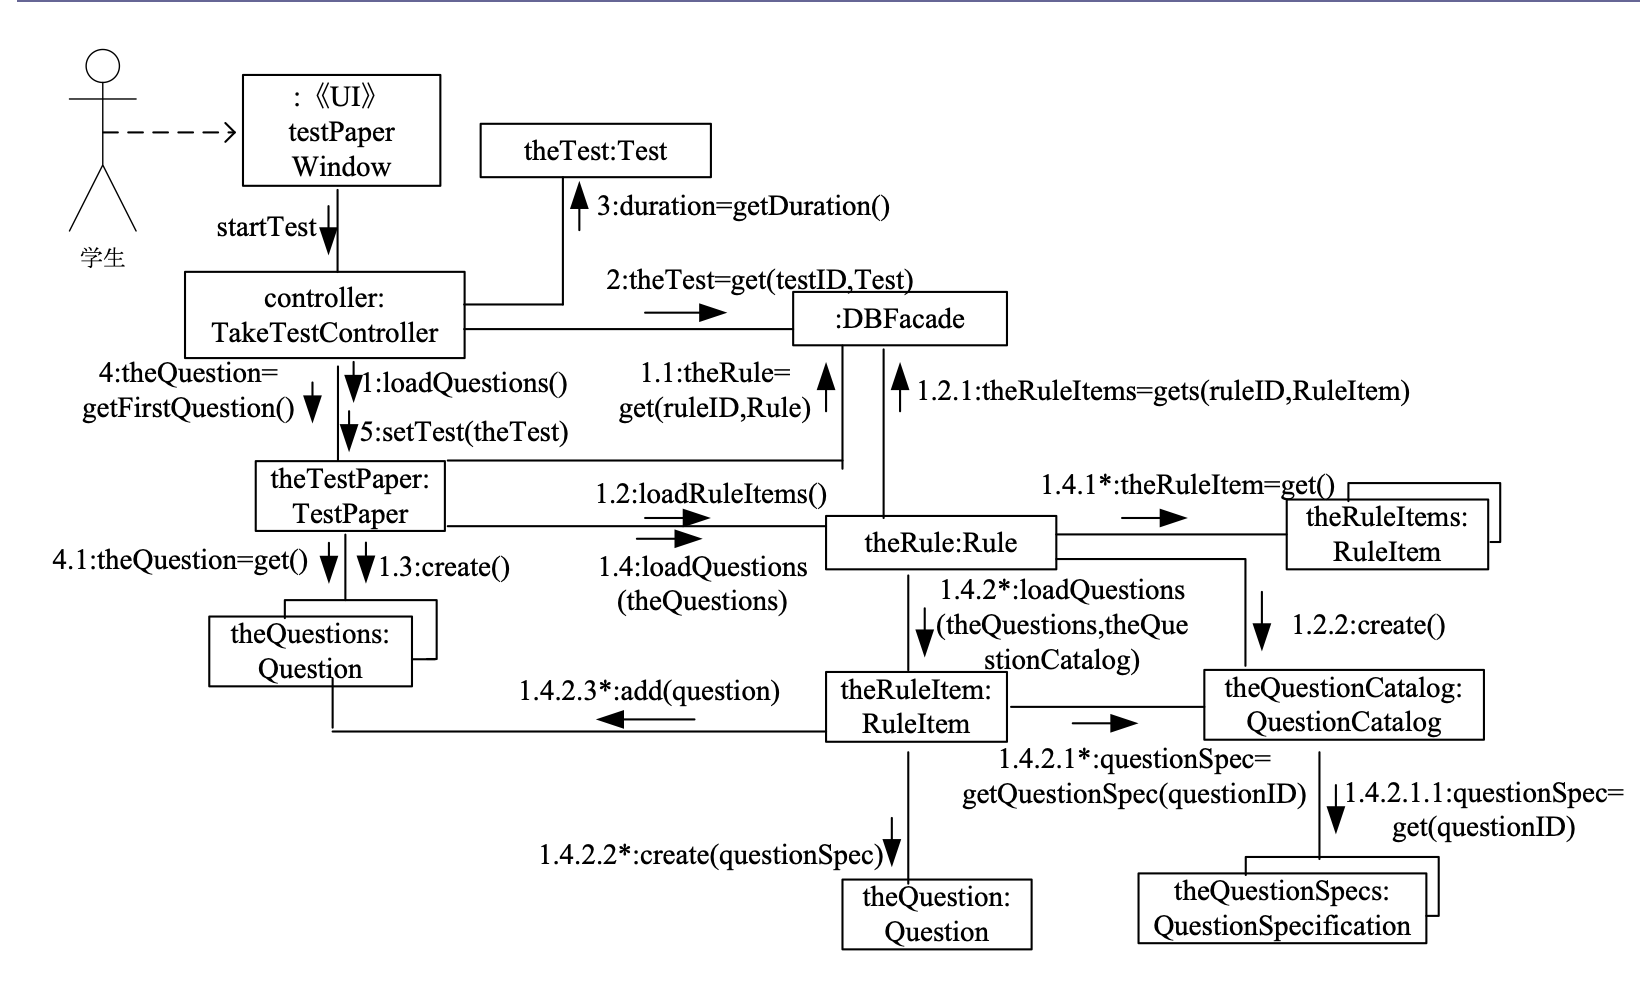 : 《UI》
testPaper
Window
theTest:Test
3:duration=getDuration()
startTest
学生
2:theTest=get(testID,Test)
controller:
TakeTestController
:DBFacade
4:theQuestion=
getFirstQuestion()
1:loadQuestions()
5:setTest(theTest)
1.1:theRule=
get(ruleID,Rule)
1.2.1:theRuleItems=gets(ruleID,RuleItem)
theTestPaper:
TestPaper
1.2:loadRuleItems()
1.4.1*:theRuleItem=get()
theRuleItems:
RuleItem
theRule:Rule
4.1:theQuestion=get()
1.3:create()
1.4:loadQuestions
(theQuestions)
1.4.2*:loadQuestions
(theQuestions,theQue
stionCatalog)
1.2.2:create()
theQuestions:
Question
1.4.2.3*:add(question)
theRuleItem:
RuleItem
theQuestionCatalog:
QuestionCatalog
1.4.2.1*:questionSpec=
getQuestionSpec(questionID)
1.4.2.1.1:questionSpec=
get(questionID)
1.4.2.2*:create(questionSpec)
theQuestion:
Question
theQuestionSpecs:
QuestionSpecification